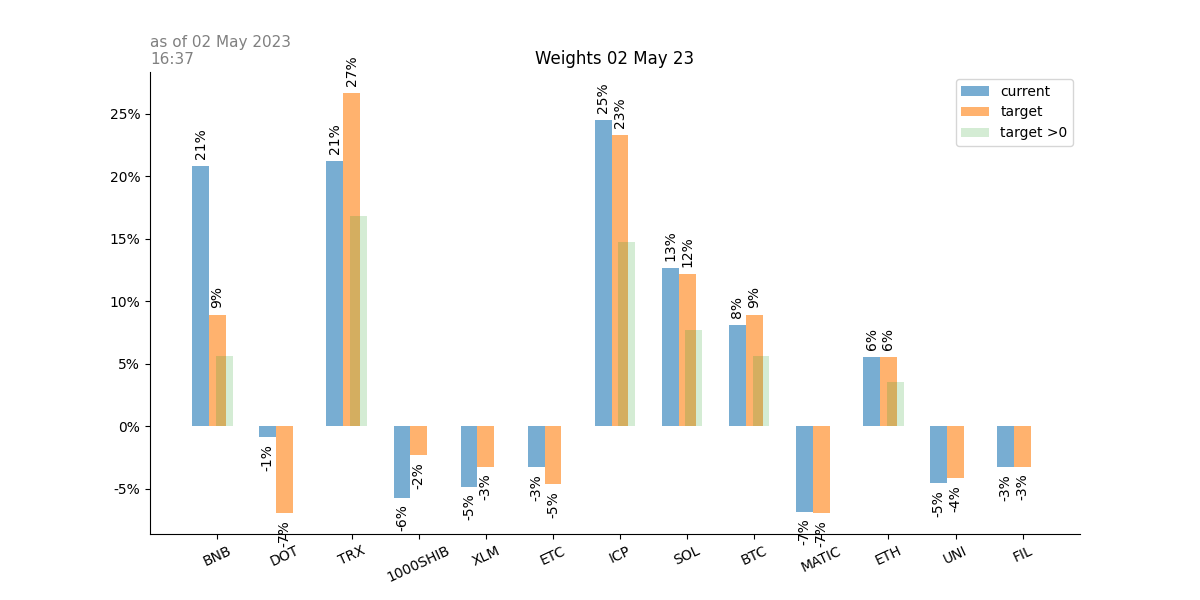 as of 02 May 2023
16:37
Weights 02 May 23
current
target
target >0
25%
20%
15%
10%
5%
0%
-5%
21%
9%
-1%
-7%
21%
27%
-6%
-2%
-5%
-3%
-3%
-5%
25%
23%
13%
12%
8%
9%
-7%
-7%
6%
6%
-5%
-4%
-3%
-3%
BNB
DOT
TRX
1000SHIB
XLM
ETC
ICP
SOL
BTC
MATIC
ETH
UNI
FIL